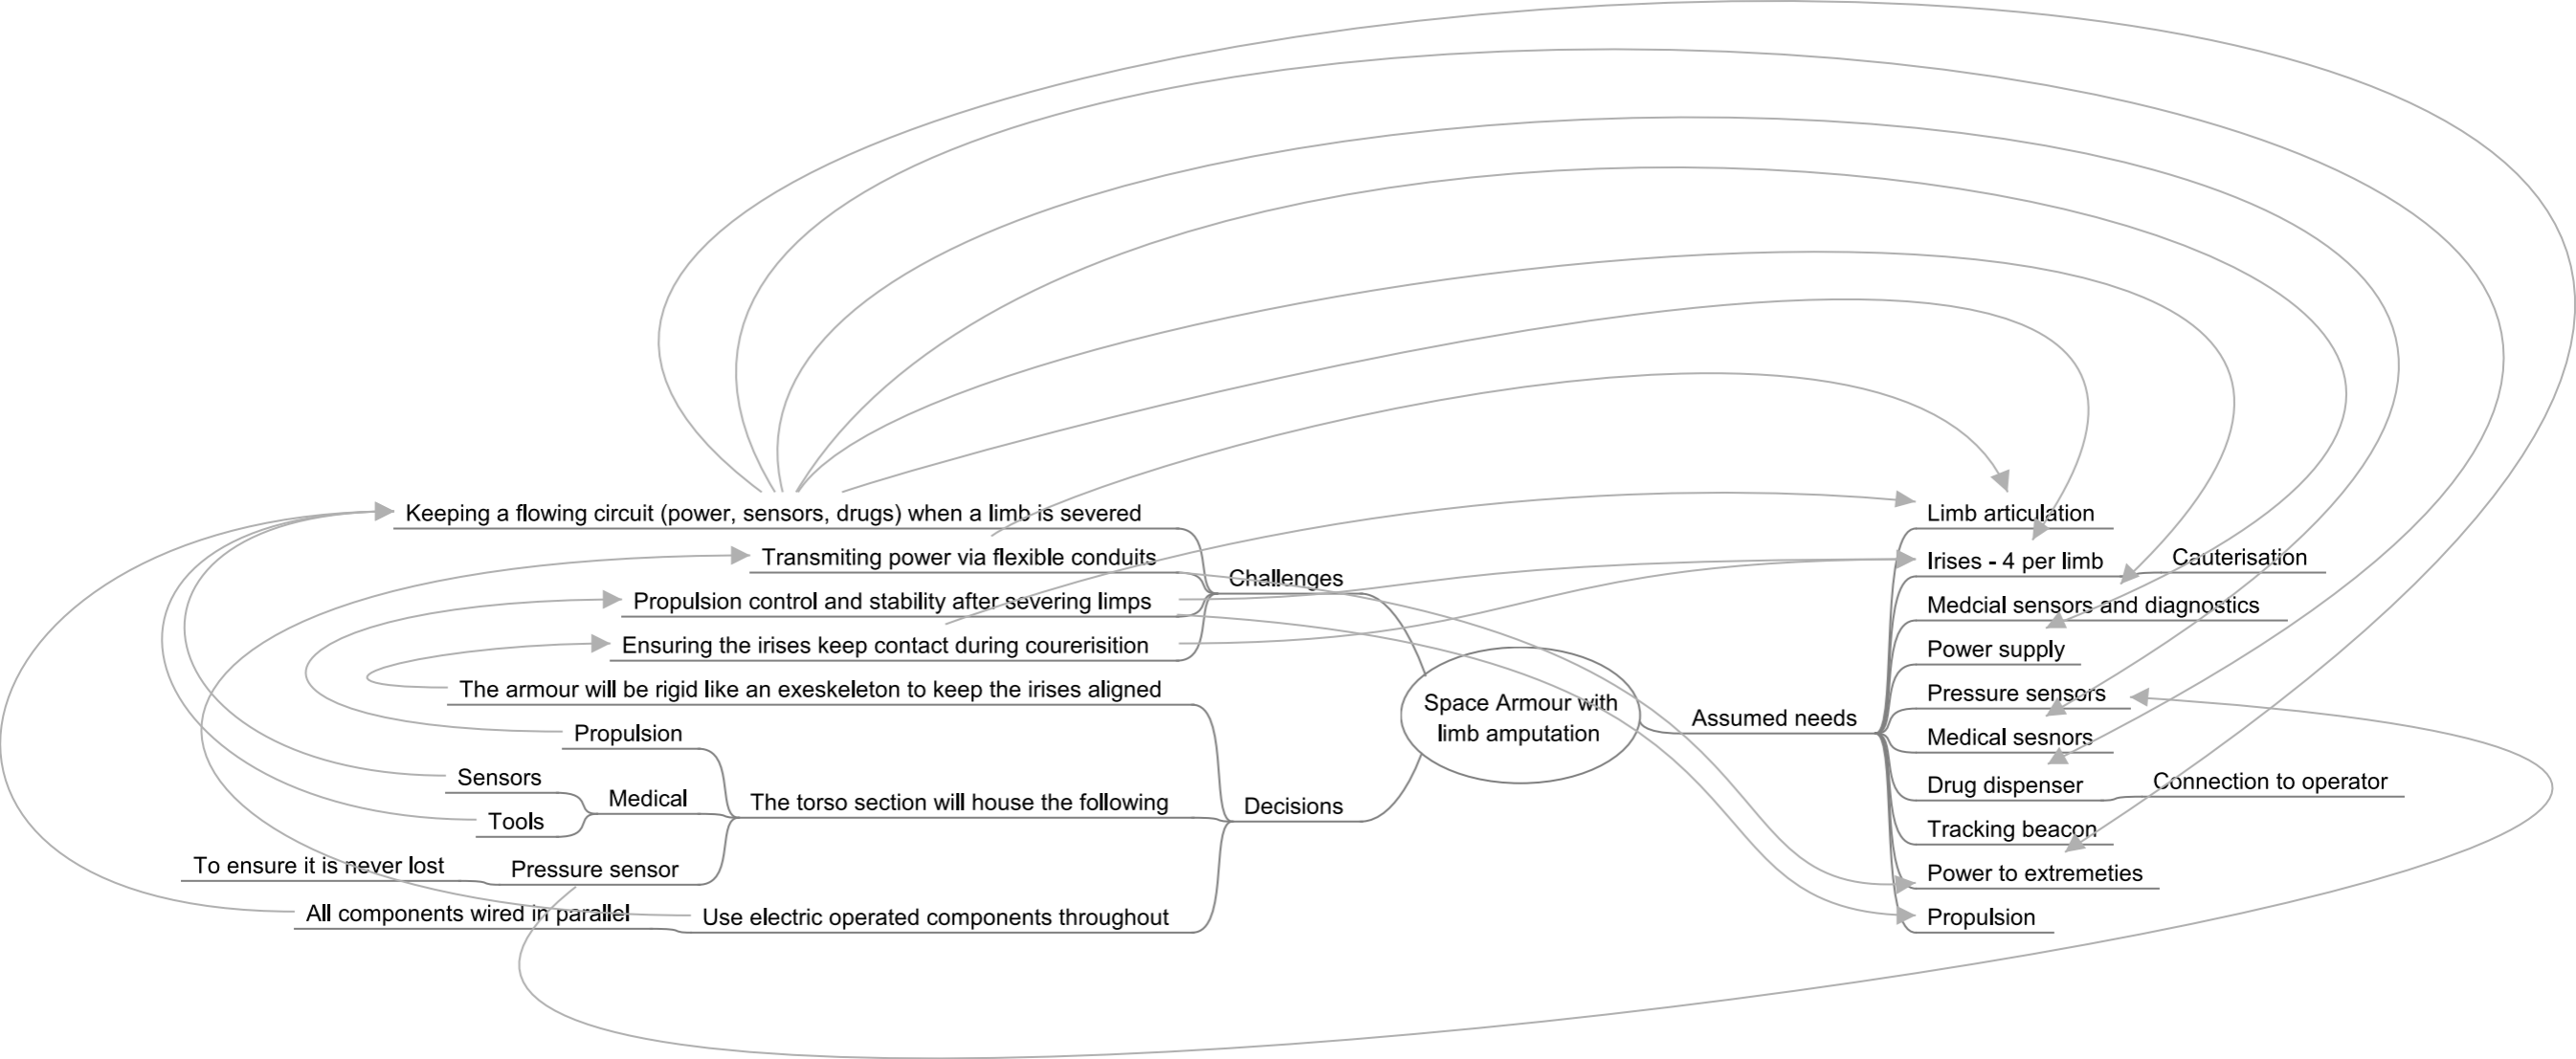 Keeping a flowing circuit (power, sensors, drugs) when a limb is severed
Transmiting power via flexible conduits
Propulsion control and stability after severing limps
Ensuring the irises keep contact during courerisition
Challenges
The armour will be rigid like an exeskeleton to keep the irises aligned
Propulsion
Sensors
Tools
Medical
To ensure it is never lost
Pressure sensor
The torso section will house the following
All components wired in parallel
Use electric operated components throughout
Decisions
Space Armour with
limb amputation
Assumed needs
Limb articulation
Irises - 4 per limb
Cauterisation
Medcial sensors and diagnostics
Power supply
Pressure sensors
Medical sesnors
Drug dispenser
Connection to operator
Tracking beacon
Power to extremeties
Propulsion